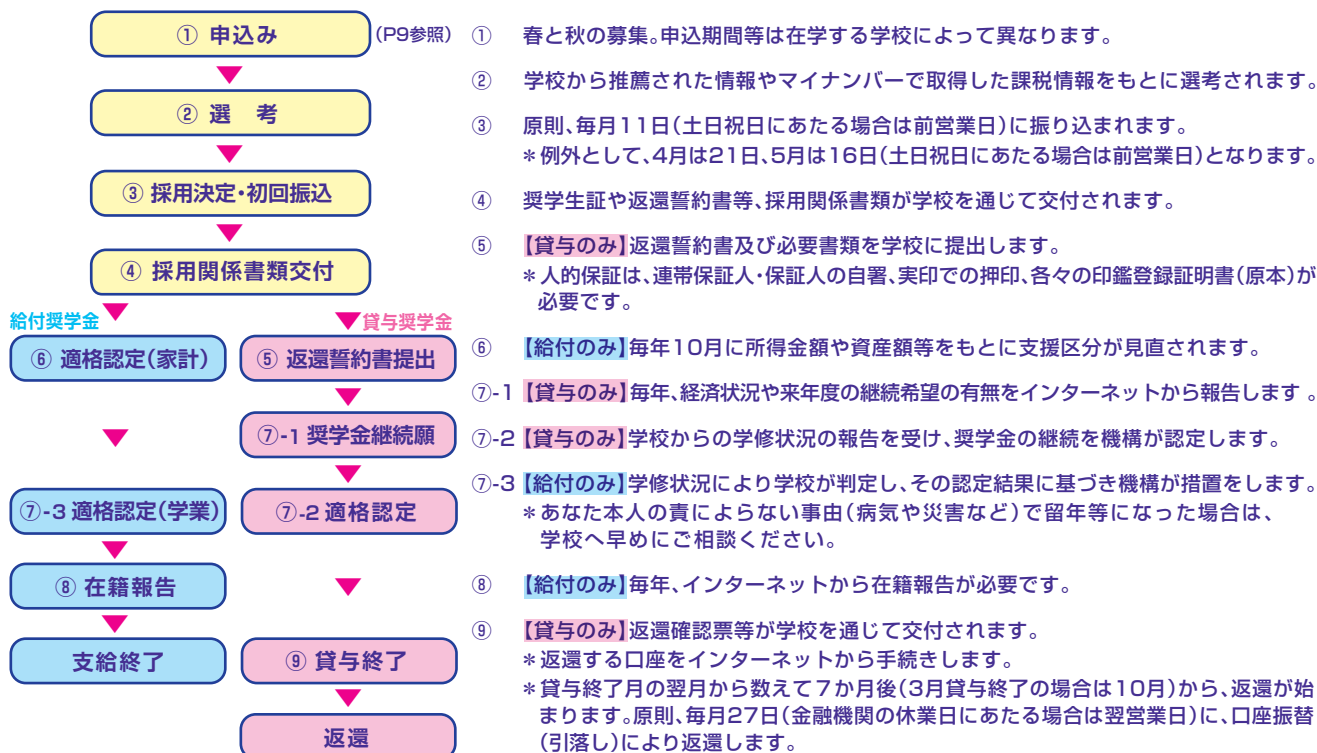 ① 申込み
(P9参照)
② 選 考
③ 採用決定・初回振込
④ 採用関係書類交付
給付奨学金
貸与奨学金
⑥ 適格認定(家計)
⑤ 返還誓約書提出
⑦-1 奨学金継続願
⑦-3 適格認定(学業)
⑦-2 適格認定
⑧ 在籍報告
支給終了
⑨ 貸与終了
返還
① 春と秋の募集。申込期間等は在学する学校によって異なります。
② 学校から推薦された情報やマイナンバーで取得した課税情報をもとに選考されます。
③ 原則、毎月11日(土日祝日にあたる場合は前営業日)に振り込まれます。
＊例外として、4月は21日、5月は16日(土日祝日にあたる場合は前営業日)となります。
④ 奨学生証や返還誓約書等、採用関係書類が学校を通じて交付されます。
⑤ 【貸与のみ】返還誓約書及び必要書類を学校に提出します。
＊人的保証は、連帯保証人・保証人の自署、実印での押印、各々の印鑑登録証明書(原本)が
必要です。
⑥ 【給付のみ】毎年10月に所得金額や資産額等をもとに支援区分が見直されます。
⑦-1 【貸与のみ】毎年、経済状況や来年度の継続希望の有無をインターネットから報告します。
⑦-2 【貸与のみ】学校からの学修状況の報告を受け、奨学金の継続を機構が認定します。
⑦-3 【給付のみ】学修状況により学校が判定し、その認定結果に基づき機構が措置をします。
＊あなた本人の責によらない事由(病気や災害など)で留年等になった場合は、
学校へ早めにご相談ください。
⑧ 【給付のみ】毎年、インターネットから在籍報告が必要です。
⑨ 【貸与のみ】返還確認票等が学校を通じて交付されます。
＊返還する口座をインターネットから手続きします。
＊貸与終了月の翌月から数えて7か月後(3月貸与終了の場合は10月)から、返還が始
まります。原則、毎月27日(金融機関の休業日にあたる場合は翌営業日)に、口座振替
(引落し)により返還します。